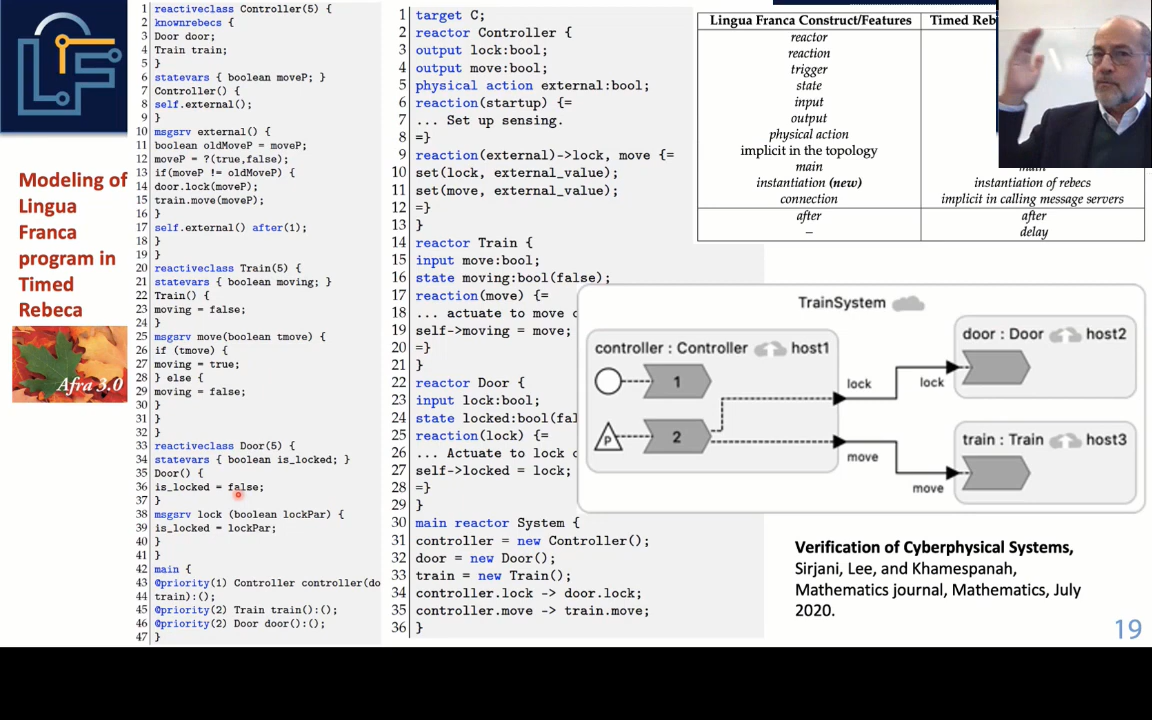 LF
Modeling of
Lingua
Franca
program in
Timed
Rebeca
Afra 3.0
1 reactiveclass Controller(5) {
2 knownrebecs {
3 Door door;
4 Train train;
5 }
6 statevars { boolean moveP; }
7 Controller() {
8 self.external();
9 }
10 msgsrv external() {
11 boolean oldMoveP = moveP;
12 moveP = ?(true,false);
13 if(moveP != oldMoveP) {
14 door.lock(moveP);
15 train.move(moveP);
16 }
17 self.external() after(1);
18 }
19 }
20 reactiveclass Train(5) {
21 statevars { boolean moving; }
22 Train() {
23 moving = false;
24 }
25 msgsrv move(boolean tmove) {
26 if (tmove) {
27 moving = true;
28 } else {
29 moving = false;
30 }
31 }
32 }
33 reactiveclass Door(5) {
34 statevars { boolean is_locked; }
35 Door() {
36 is_locked = false;
37 }
38 msgsrv lock (boolean lockPar) {
39 is_locked = lockPar;
40 }
41 }
42 main {
43 @priority(1) Controller controller(do
44 train):();
45 @priority(2) Train train():();
46 @priority(2) Door door():();
47 }
1 target C;
2 reactor Controller {
3 output lock:bool;
4 output move:bool;
5 physical action external:bool;
6 reaction(startup) {=
7 ... Set up sensing.
8 =}
9 reaction(external)->lock, move {=
10 set(lock, external_value);
11 set(move, external_value);
12 =}
13 }
14 reactor Train {
15 input move:bool;
16 state moving:bool(false);
17 reaction(move) {=
18 ... actuate to move
19 self->moving = move;
20 =}
21 }
22 reactor Door {
23 input lock:bool;
24 state locked:bool(fal
25 reaction(lock) {=
26 ... Actuate to lock
27 self->locked = lock;
28 =}
29 }
30 main reactor System {
31 controller = new Controller();
32 door = new Door();
33 train = new Train();
34 controller.lock -> door.lock;
35 controller.move -> train.move;
36 }
Lingua Franca Construct/Features Timed Reb
reactor
reaction
trigger
state
input
output
physical action
implicit in the topology
main
instantiation (new) instantiation of rebecs
connection implicit in calling message servers
after after
– delay
TrainSystem
controller : Controller host1
1
2
P
lock
move
door : Door host2
lock
train : Train host3
move
Verification of Cyberphysical Systems,
Sirjani, Lee, and Khamespanah,
Mathematics journal, Mathematics, July
2020.
19